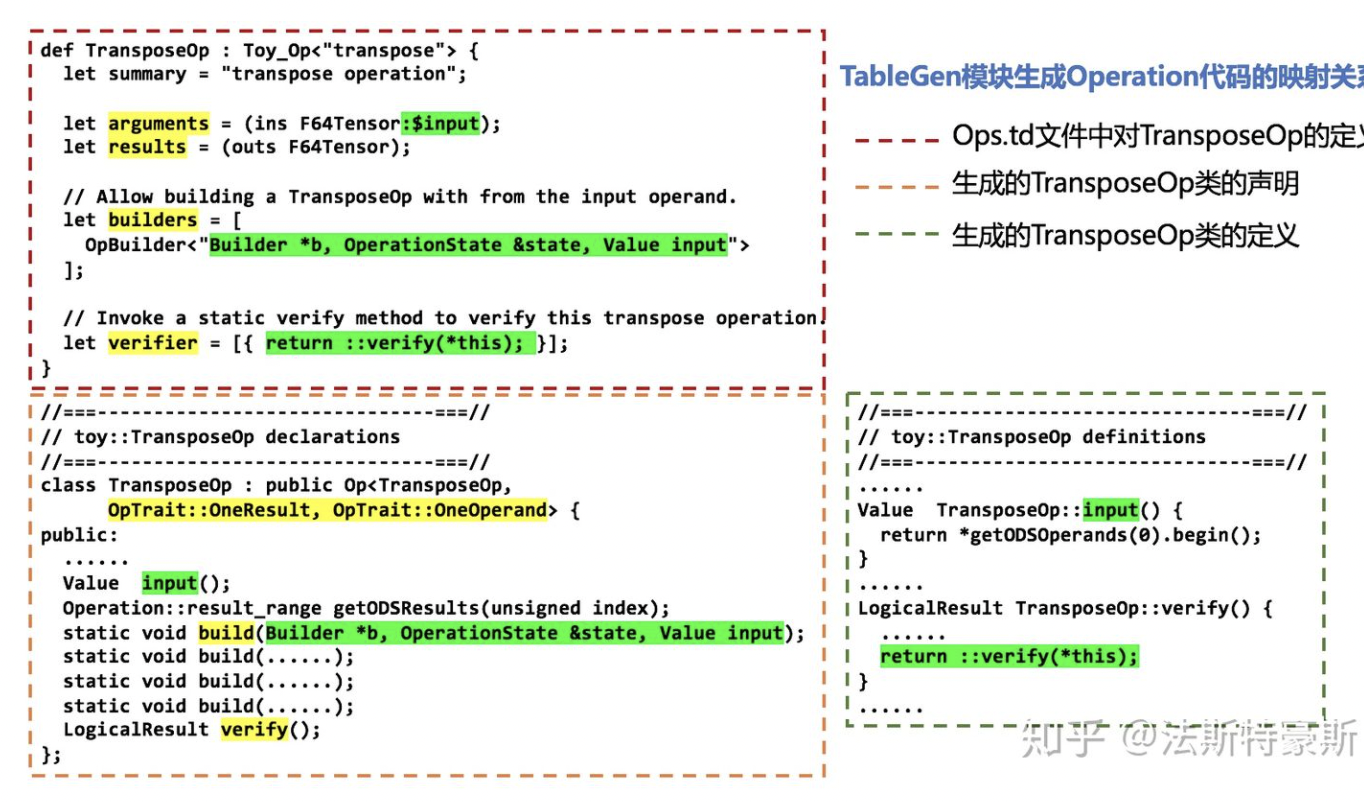 def TransposeOp : Toy_Op<"transpose"> {
  let summary = "transpose operation";

  let arguments = (ins F64Tensor:$input);
  let results = (outs F64Tensor);

  // Allow building a TransposeOp with from the input operand.
  let builders = [
    OpBuilder<"Builder *b, OperationState &state, Value input">
  ];

  // Invoke a static verify method to verify this transpose operation.
  let verifier = [{ return ::verify(*this); }];
}
TableGen模块生成Operation代码的映射关系
Ops.td文件中对TransposeOp的定义
生成的TransposeOp类的声明
生成的TransposeOp类的定义
//===------------------------------===//
// toy::TransposeOp declarations
//===------------------------------===//
class TransposeOp : public Op<TransposeOp,
      OpTrait::OneResult, OpTrait::OneOperand> {
public:
  ......
  Value  input();
  Operation::result_range getODSResults(unsigned index);
  static void build(Builder *b, OperationState &state, Value input);
  static void build(......);
  static void build(......);
  static void build(......);
  LogicalResult verify();
};
//===------------------------------===//
// toy::TransposeOp definitions
//===------------------------------===//
......
Value  TransposeOp::input() {
  return *getODSOperands(0).begin();
}
......
LogicalResult TransposeOp::verify() {
  ......
  return ::verify(*this);
}
......
知乎 @法斯特豪斯